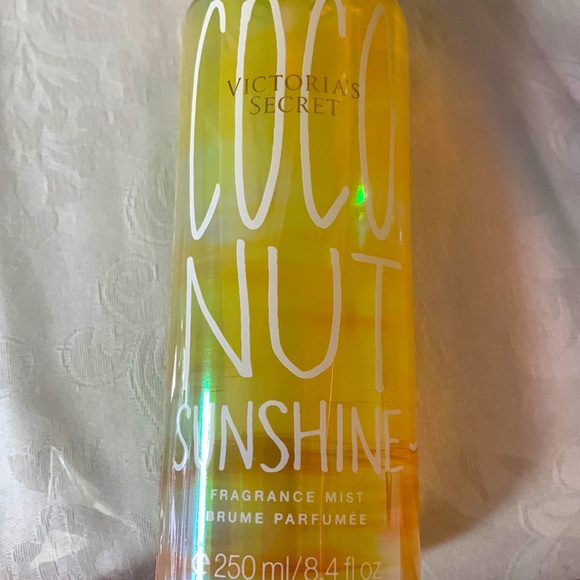 COCO
VICTORIA'S
SECRET
NUT
SUNSHINE
FRAGRANCE MIST
BRUME PARFUMÉE
℮ 250 ml/8.4 fl oz